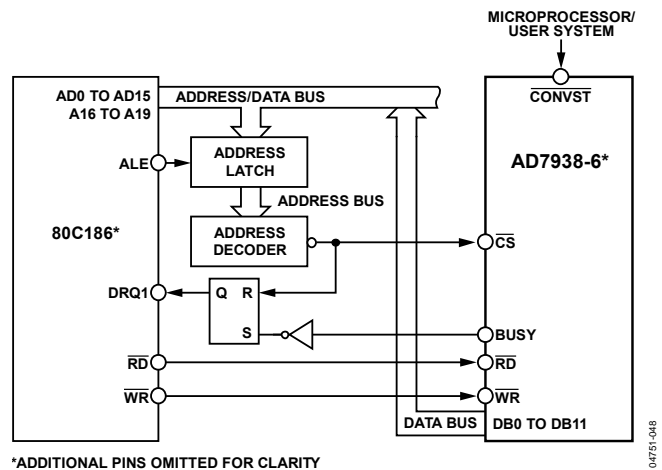 MICROPROCESSOR/
USER SYSTEM
CONVST
AD0 TO AD15
A16 TO A19
ADDRESS/DATA BUS
ALE
ADDRESS
LATCH
AD7938-6*
ADDRESS BUS
80C186*
ADDRESS
DECODER
CS
DRQ1
Q R
S
BUSY
RD
RD
WR
WR
DATA BUS
DB0 TO DB11
*ADDITIONAL PINS OMITTED FOR CLARITY
04751-048